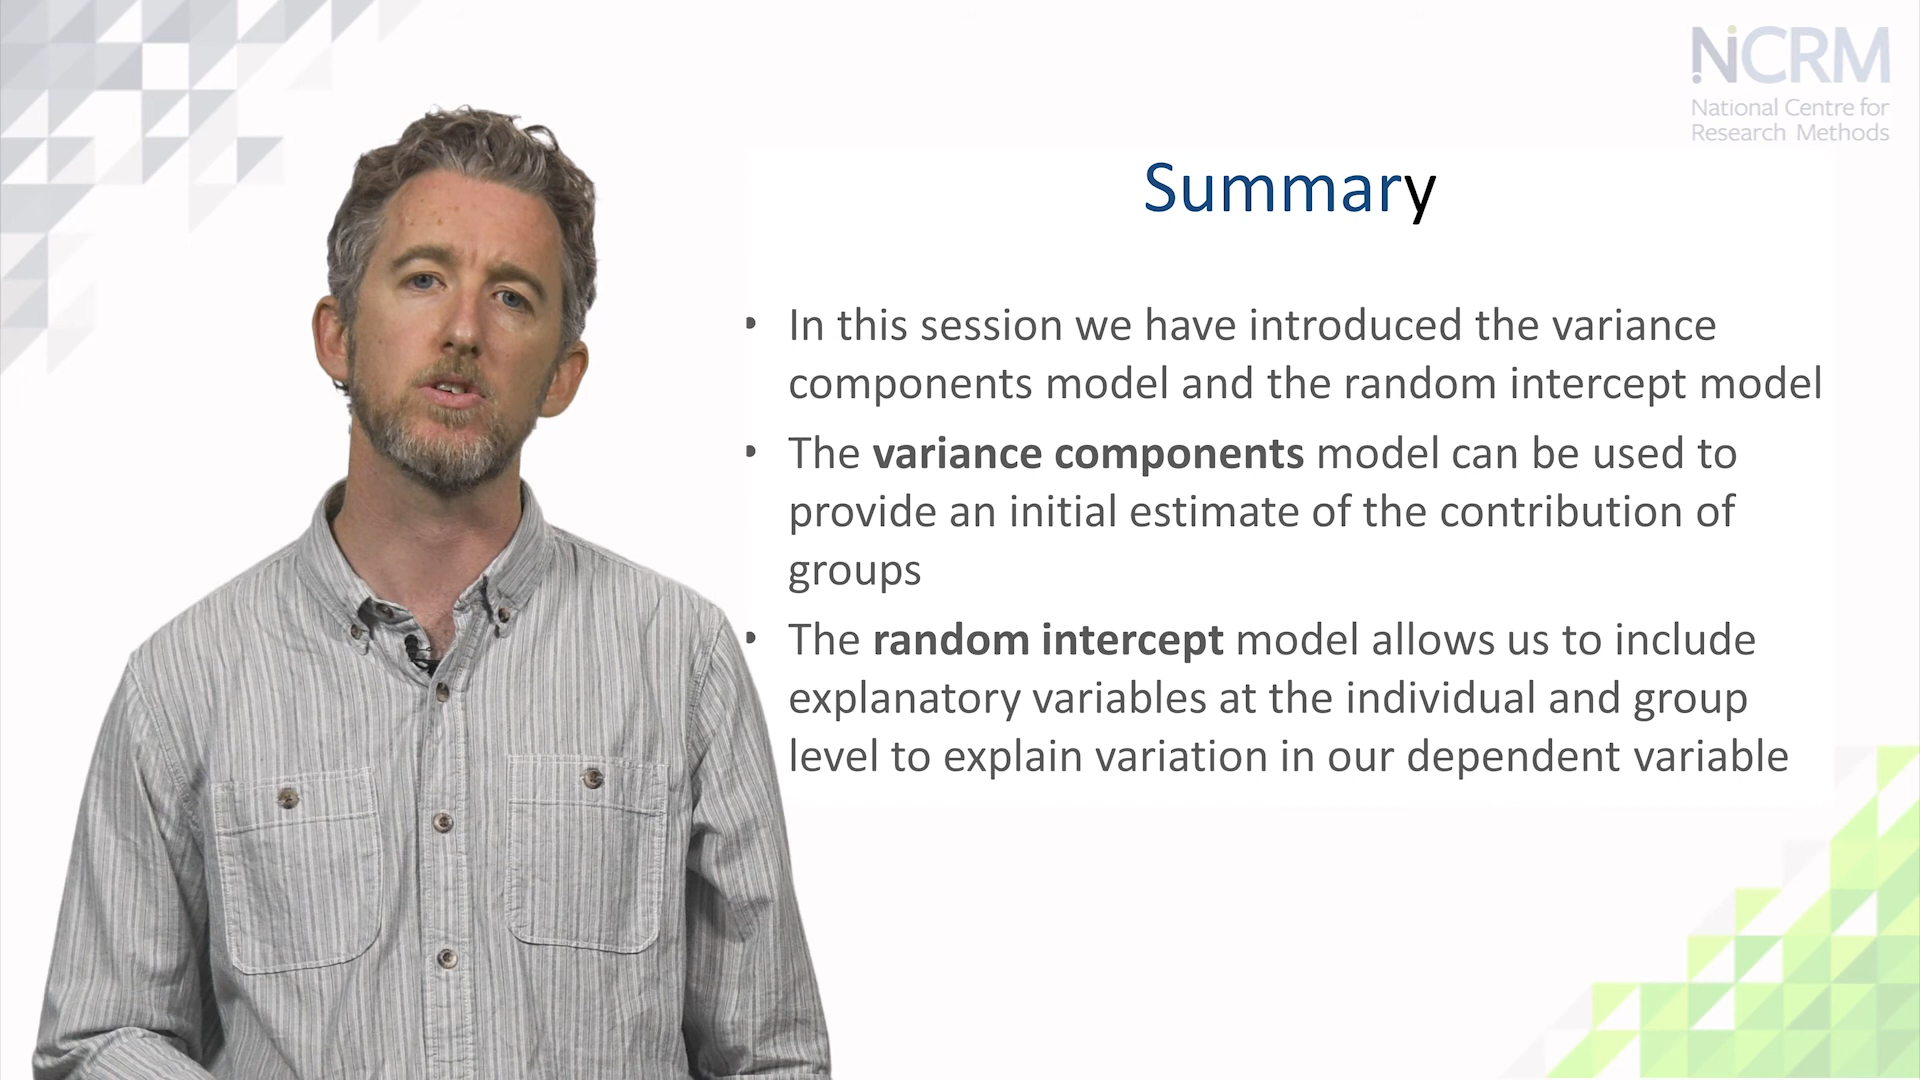 NCRM
National Centre for
Research Methods
Summary
• In this session we have introduced the variance
components model and the random intercept model
• The variance components model can be used to
provide an initial estimate of the contribution of
groups
• The random intercept model allows us to include
explanatory variables at the individual and group
level to explain variation in our dependent variable